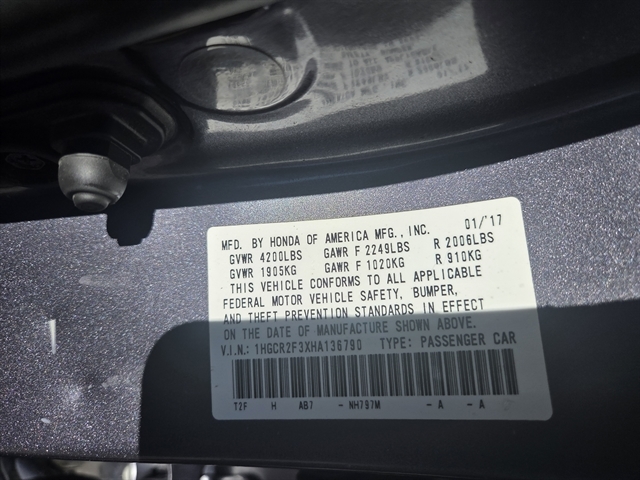 MFD. BY HONDA OF AMERICA MFG., INC. 01/'17
GVWR 4200LBS GAWR F 2249LBS R 2006LBS
GVWR 1905KG GAWR F 1020KG R 910KG
THIS VEHICLE CONFORMS TO ALL APPLICABLE
FEDERAL MOTOR VEHICLE SAFETY, BUMPER,
AND THEFT PREVENTION STANDARDS IN EFFECT
ON THE DATE OF MANUFACTURE SHOWN ABOVE.
V.I.N.: 1HGCR2F3XHA136790 TYPE: PASSENGER CAR
T2F H AB7 - NH797M - A - A